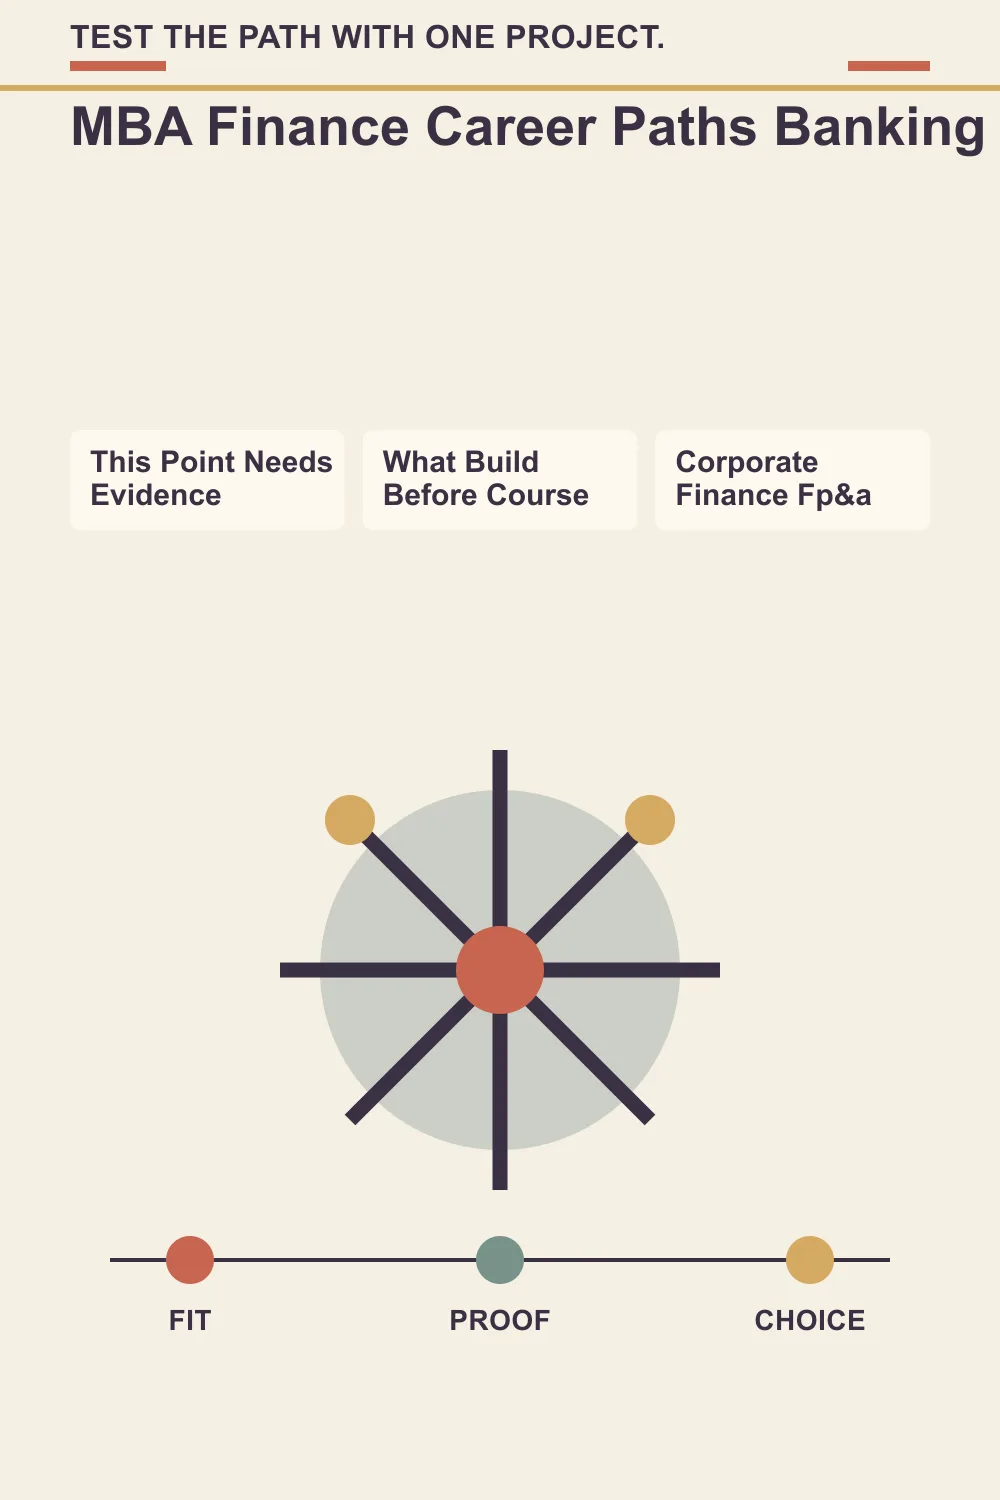 TEST THE PATH WITH ONE PROJECT.
MBA Finance Career Paths Banking
This Point Needs
Evidence
What Build
Before Course
Corporate
Finance Fp&a
FIT
PROOF
CHOICE